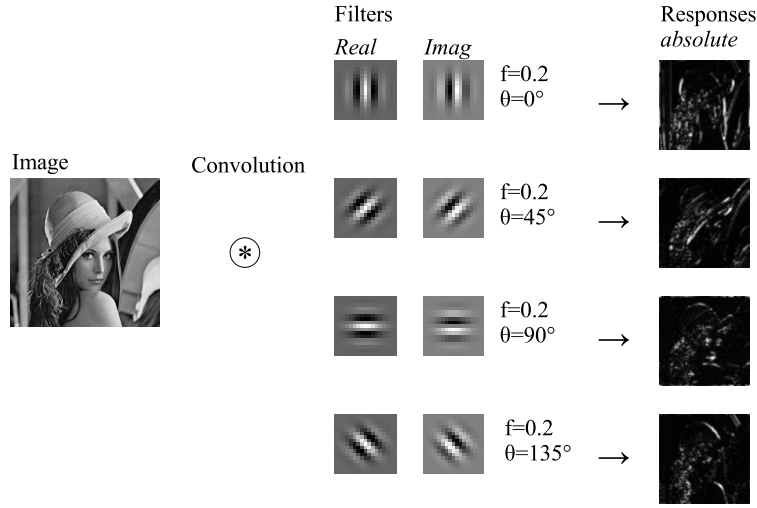 Filters
Real Imag
Responses
absolute
f=0.2
θ=0°
→
Image
Convolution
f=0.2
θ=45°
→
⊛
f=0.2
θ=90°
→
f=0.2
θ=135°
→